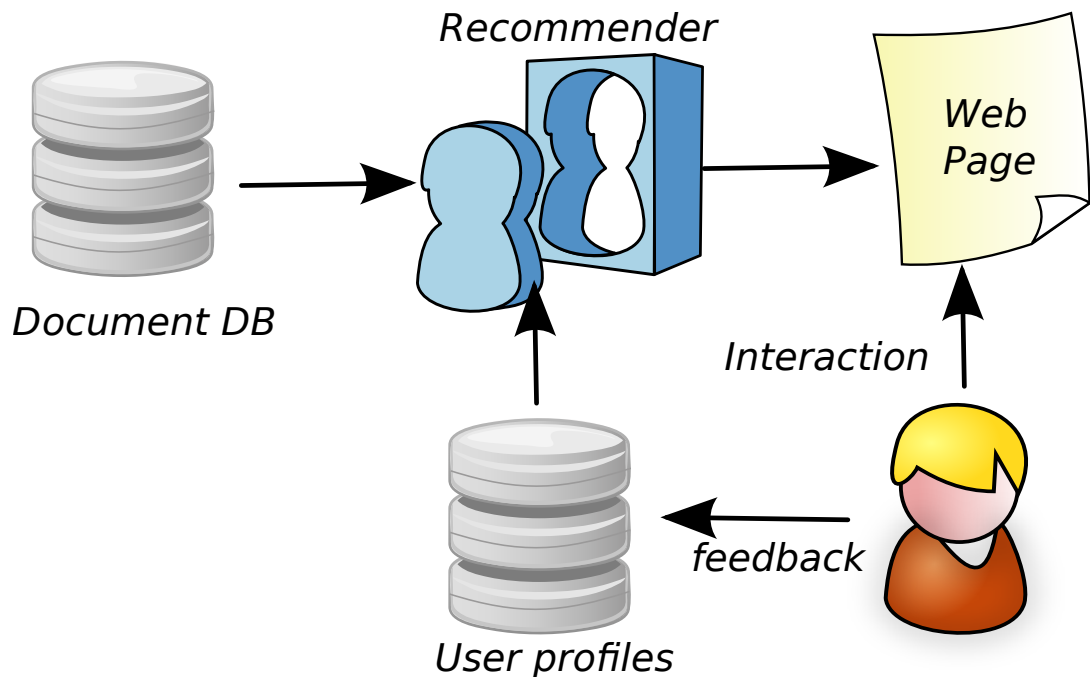 Recommender
Web
Page
Document DB
Interaction
feedback
User profiles